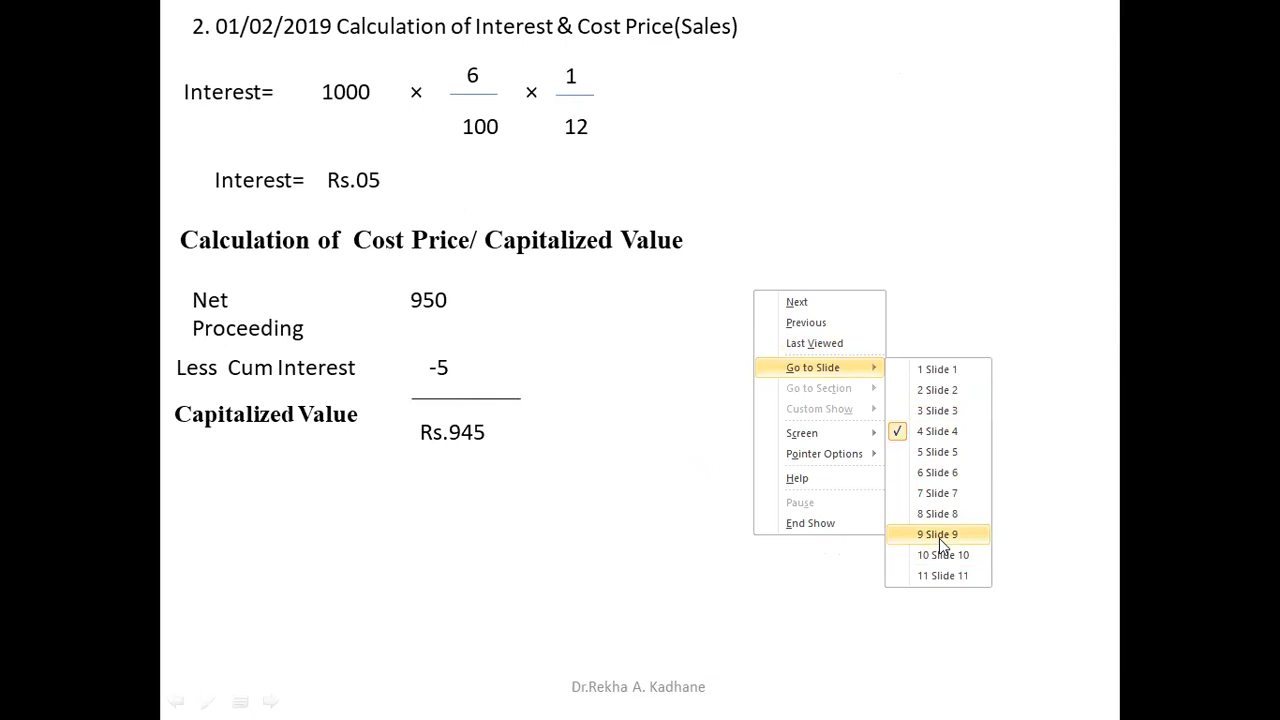 2. 01/02/2019 Calculation of Interest & Cost Price(Sales)
Interest= 1000 × 6/100 × 1/12
Interest= Rs.05
Calculation of Cost Price/ Capitalized Value
Net 950
Proceeding
Less Cum Interest -5
Capitalized Value
Rs.945
Next
Previous
Last Viewed
Go to Slide
Go to Section
Custom Show
Screen
Pointer Options
Help
Pause
End Show
1 Slide 1
2 Slide 2
3 Slide 3
✓ 4 Slide 4
5 Slide 5
6 Slide 6
7 Slide 7
8 Slide 8
9 Slide 9
10 Slide 10
11 Slide 11
Dr.Rekha A. Kadhane